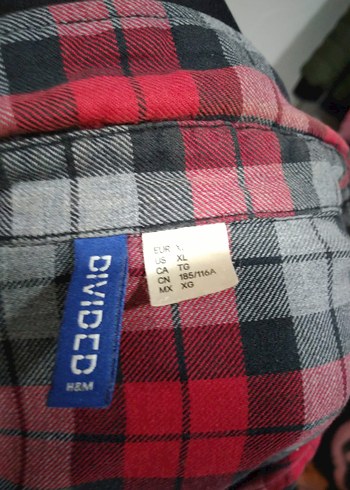 DIVIDED
H&M
EUR XL
US XL
CA TG
CN 185/116A
MX XG